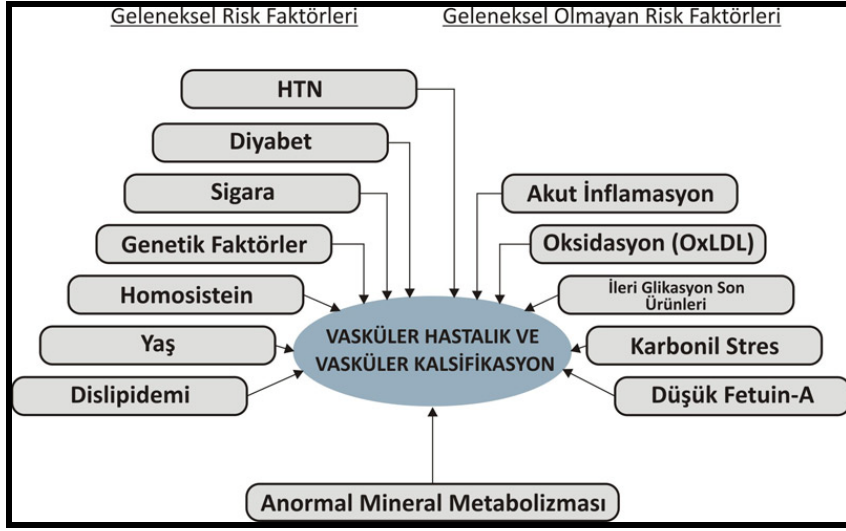 Geleneksel Risk Faktörleri
Geleneksel Olmayan Risk Faktörleri
HTN
Diyabet
Sigara
Genetik Faktörler
Homosistein
Yaş
Dislipidemi
Akut İnflamasyon
Oksidasyon (OxLDL)
İleri Glikasyon Son
Ürünleri
Karbonil Stres
Düşük Fetuin-A
VASKÜLER HASTALIK VE
VASKÜLER KALSİFİKASYON
Anormal Mineral Metabolizması